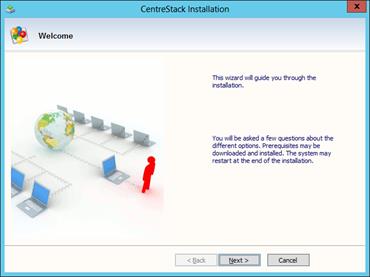 CentreStack Installation
x
Welcome
This wizard will guide you through the
installation.
You will be asked a few questions about the
different options. Prerequisites may be
downloaded and installed. The system may
restart at the end of the installation.
< Back Next > Cancel